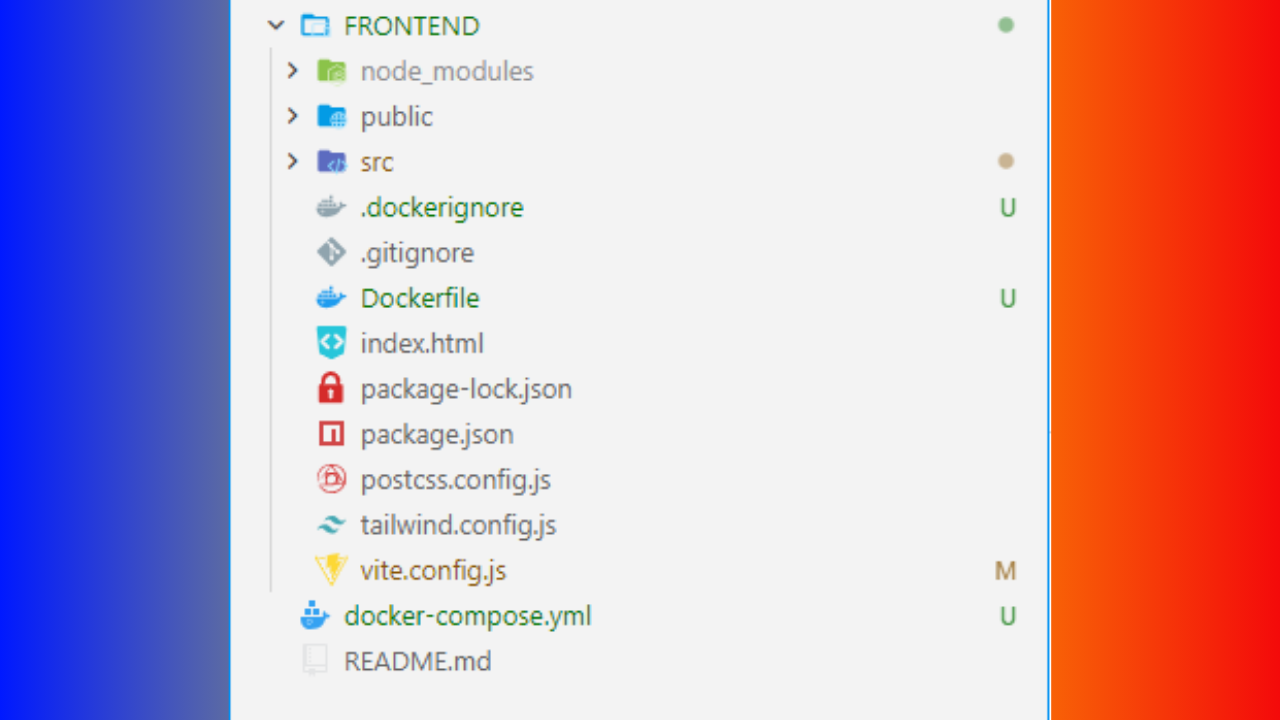 FRONTEND
node_modules
public
src
.dockerignore U
.gitignore
Dockerfile U
index.html
package-lock.json
package.json
postcss.config.js
tailwind.config.js
vite.config.js M
docker-compose.yml U
README.md